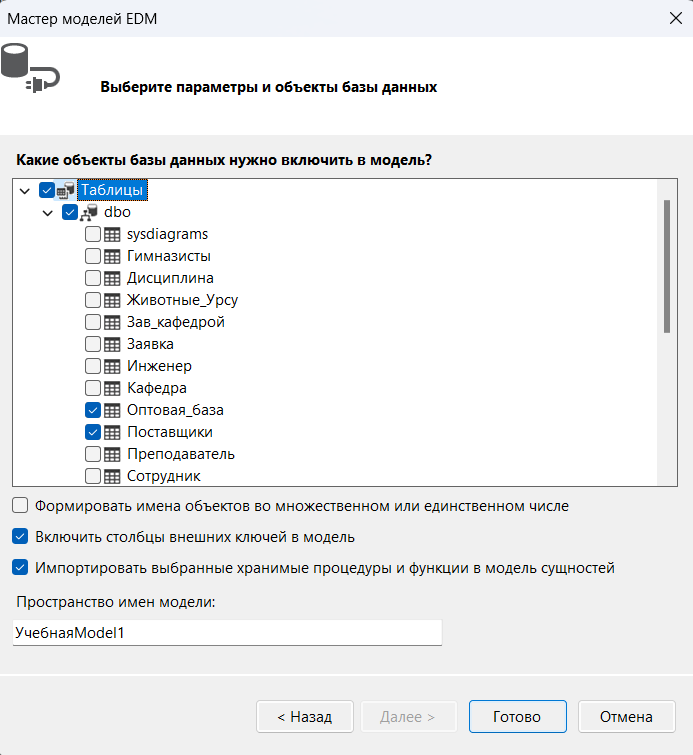 Мастер моделей EDM
Выберите параметры и объекты базы данных
Какие объекты базы данных нужно включить в модель?
Таблицы
dbo
sysdiagrams
Гимназисты
Дисциплина
Животные_Урсу
Зав_кафедрой
Заявка
Инженер
Кафедра
Оптовая_база
Поставщики
Преподаватель
Сотрудник
Формировать имена объектов во множественном или единственном числе
Включить столбцы внешних ключей в модель
Импортировать выбранные хранимые процедуры и функции в модель сущностей
Пространство имен модели:
УчебнаяModel1
< Назад
Далее >
Готово
Отмена